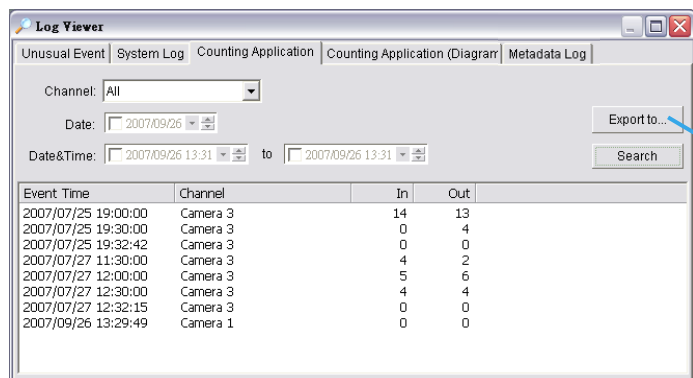 Log Viewer
Unusual Event System Log Counting Application Counting Application (Diagram Metadata Log
Channel: All
Date: 2007/09/26
Export to...
Date&Time: 2007/09/26 13:31 to 2007/09/26 13:31
Search
Event Time Channel In Out
2007/07/25 19:00:00 Camera 3 14 13
2007/07/25 19:30:00 Camera 3 0 4
2007/07/25 19:32:42 Camera 3 0 0
2007/07/27 11:30:00 Camera 3 4 2
2007/07/27 12:00:00 Camera 3 5 6
2007/07/27 12:30:00 Camera 3 4 4
2007/07/27 12:32:15 Camera 3 0 0
2007/09/26 13:29:49 Camera 1 0 0